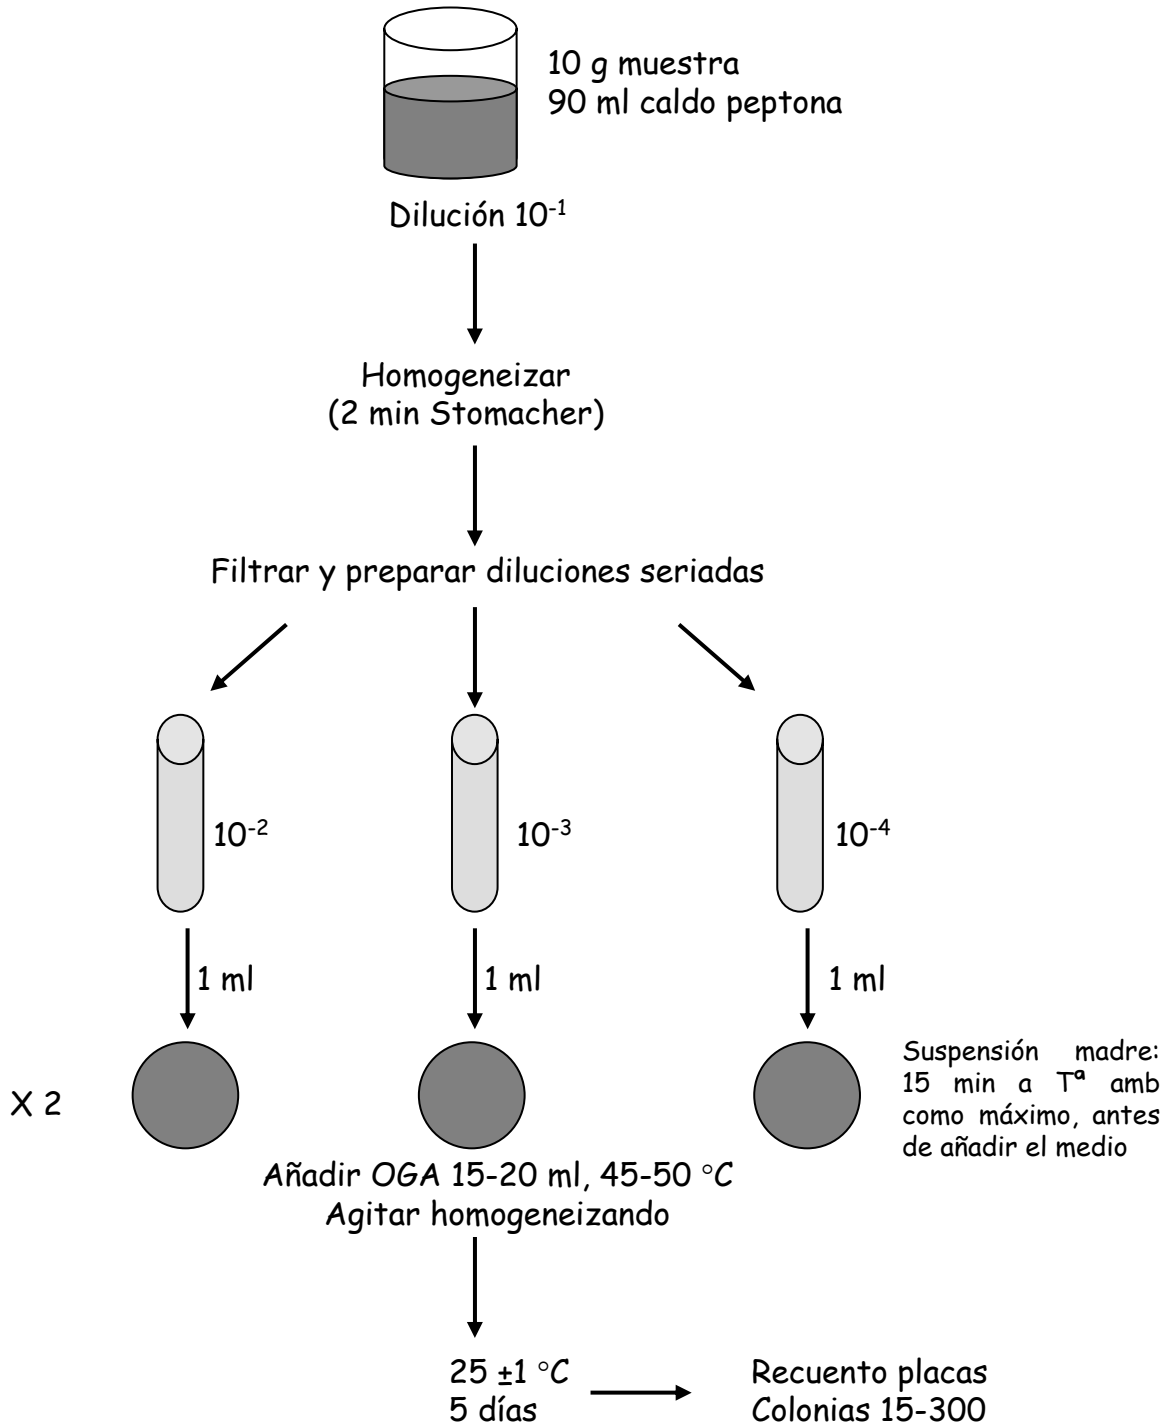 10 g muestra
90 ml caldo peptona
Dilución 10⁻¹
Homogeneizar
(2 min Stomacher)
Filtrar y preparar diluciones seriadas
10⁻²
10⁻³
10⁻⁴
1 ml
1 ml
1 ml
X 2
Suspensión madre:
15 min a Tª amb
como máximo, antes
de añadir el medio
Añadir OGA 15-20 ml, 45-50 °C
Agitar homogeneizando
25 ±1 °C
5 días
Recuento placas
Colonias 15-300